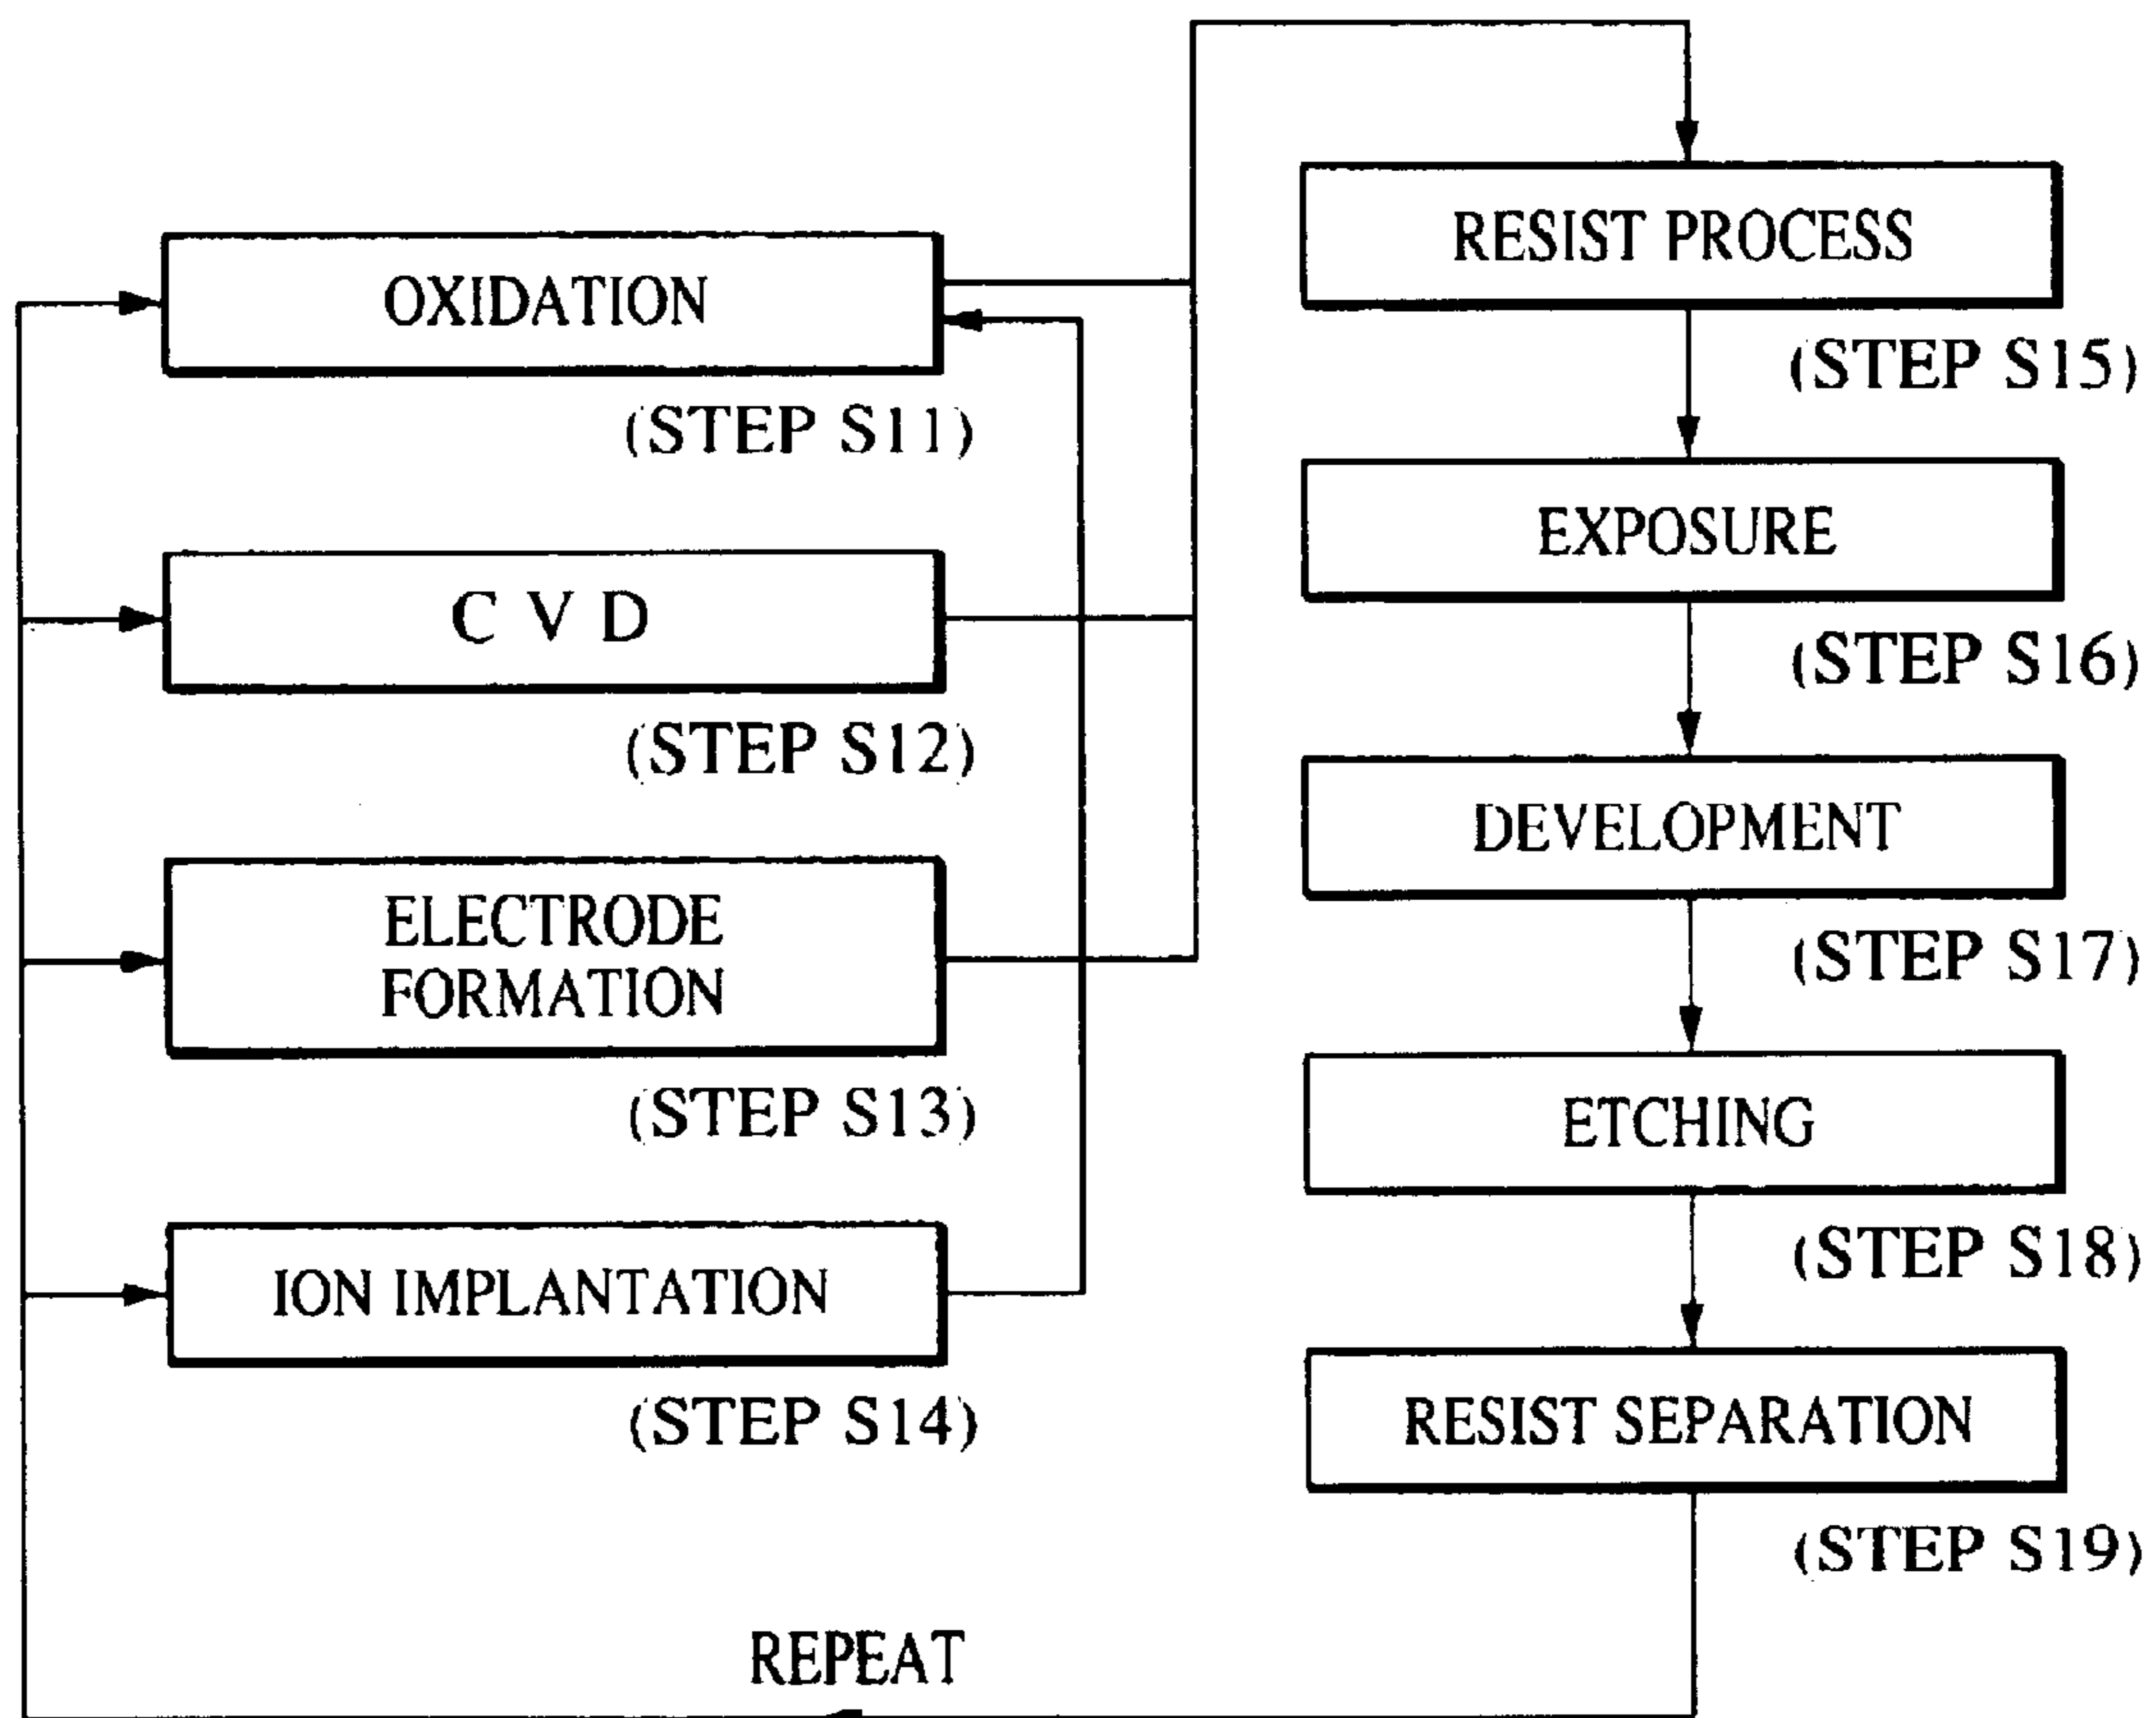 OXIDATION
(STEP S11)
C V D
(STEP S12)
ELECTRODE
FORMATION
(STEP S13)
ION IMPLANTATION
(STEP S14)
RESIST PROCESS
(STEP S15)
EXPOSURE
(STEP S16)
DEVELOPMENT
(STEP S17)
ETCHING
(STEP S18)
RESIST SEPARATION
(STEP S19)
REPEAT